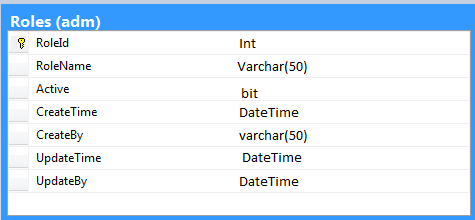 Roles (adm)
RoleId Int
RoleName Varchar(50)
Active bit
CreateTime DateTime
CreateBy varchar(50)
UpdateTime DateTime
UpdateBy DateTime